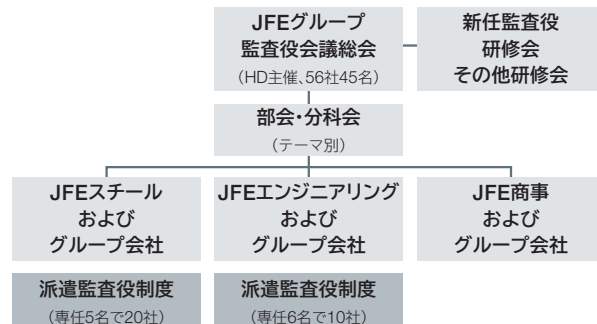 JFEグループ
監査役会議総会
（HD主催、56社45名）
新任監査役
研修会
その他研修会
部会・分科会
（テーマ別）
JFEスチール
および
グループ会社
JFEエンジニアリング
および
グループ会社
JFE商事
および
グループ会社
派遣監査役制度
（専任5名で20社）
派遣監査役制度
（専任6名で10社）